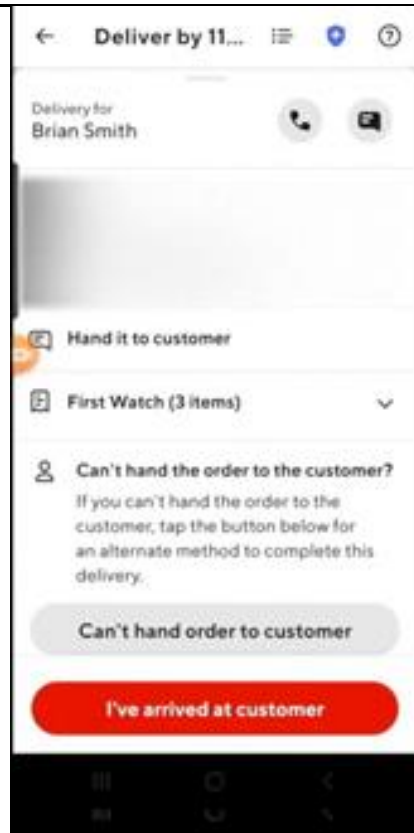 Deliver by 11...
Delivery for
Brian Smith
Hand it to customer
First Watch (3 items)
Can't hand the order to the customer?
If you can't hand the order to the
customer, tap the button below for
an alternate method to complete this
delivery.
Can't hand order to customer
I've arrived at customer